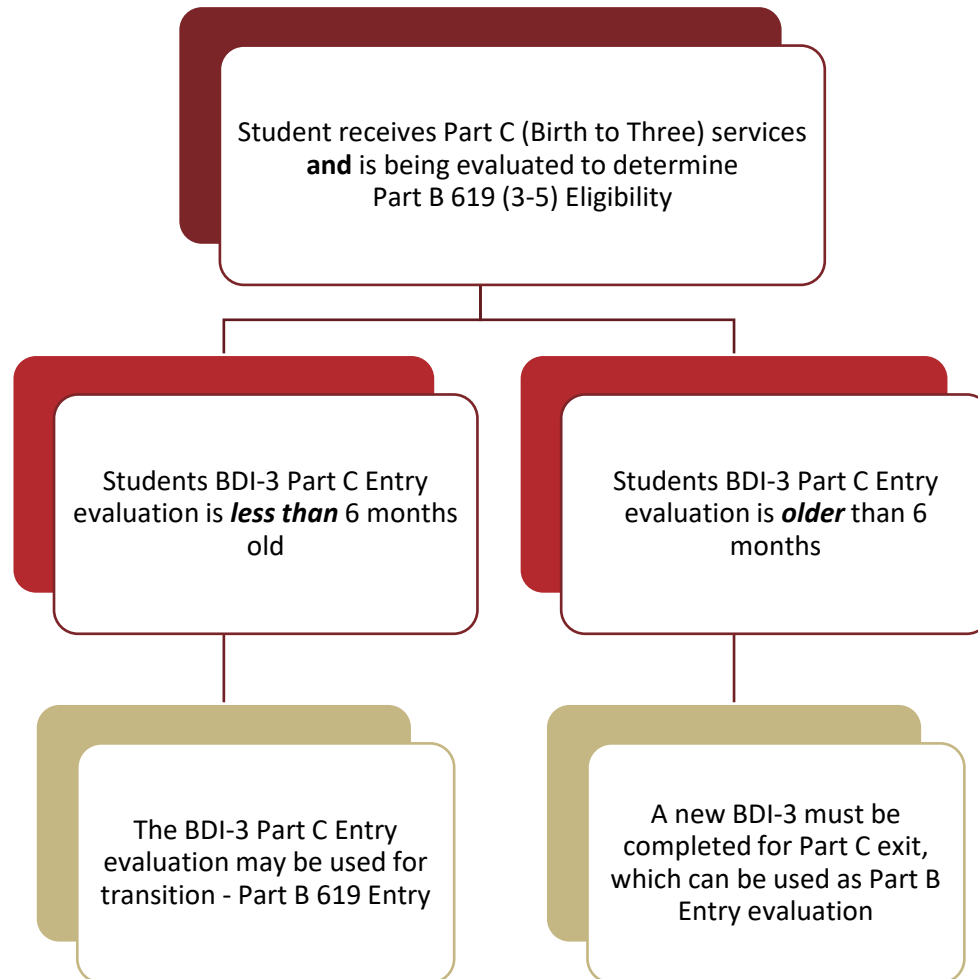 Student receives Part C (Birth to Three) services
and is being evaluated to determine
Part B 619 (3-5) Eligibility
Students BDI-3 Part C Entry
evaluation is less than 6 months
old
Students BDI-3 Part C Entry
evaluation is older than 6
months
The BDI-3 Part C Entry
evaluation may be used for
transition - Part B 619 Entry
A new BDI-3 must be
completed for Part C exit,
which can be used as Part B
Entry evaluation